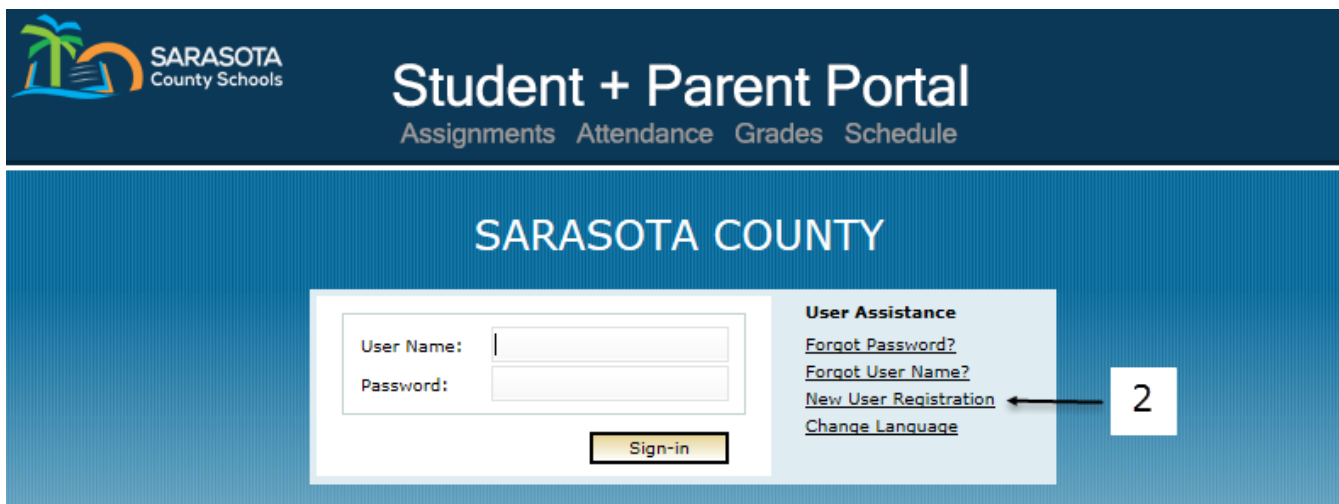 SARASOTA
County Schools
Student + Parent Portal
Assignments Attendance Grades Schedule
SARASOTA COUNTY
User Name:
Password:
Sign-in
User Assistance
Forgot Password?
Forgot User Name?
New User Registration
Change Language
2